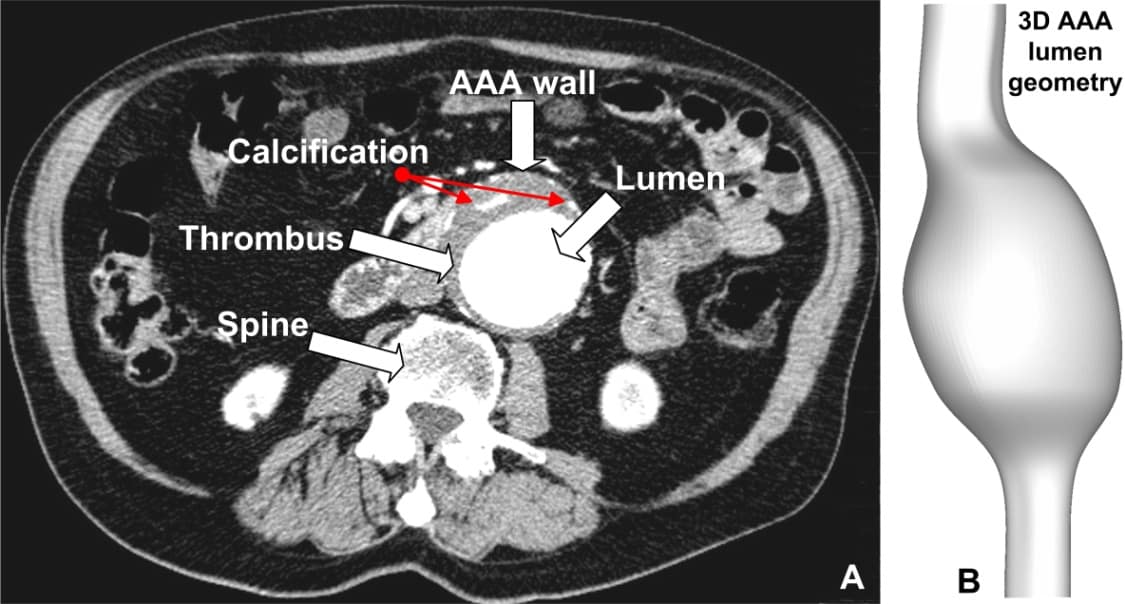 AAA wall
Calcification
Lumen
Thrombus
Spine
A
3D AAA
lumen
geometry
B